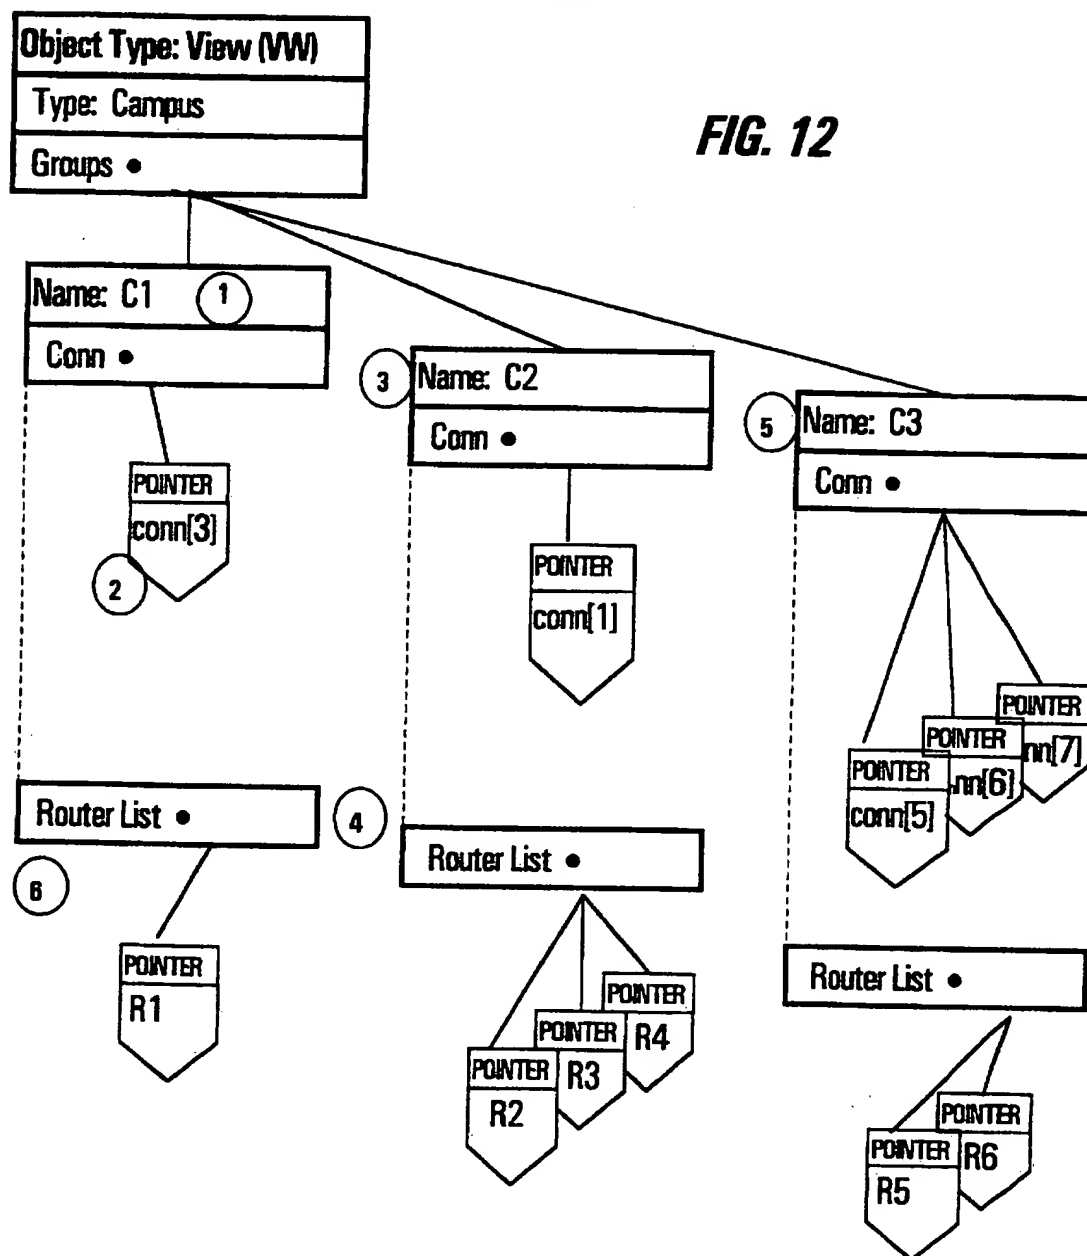 Object Type: View (VW)
Type: Campus
Groups •
FIG. 12
Name: C1
1
Conn •
3
Name: C2
Conn •
5
Name: C3
Conn •
POINTER
conn[3]
2
POINTER
conn[1]
POINTER
nn[7]
POINTER
nn[6]
POINTER
conn[5]
Router List •
4
Router List •
6
POINTER
R1
Router List •
POINTER
R4
POINTER
R3
POINTER
R2
POINTER
R6
POINTER
R5